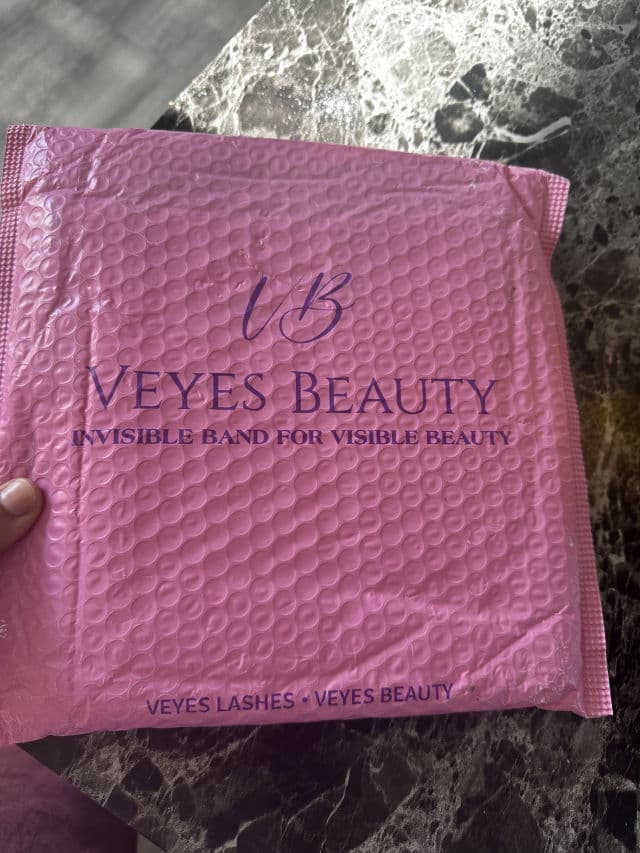 VB
VEYES BEAUTY
INVISIBLE BAND FOR VISIBLE BEAUTY
VEYES LASHES • VEYES BEAUTY